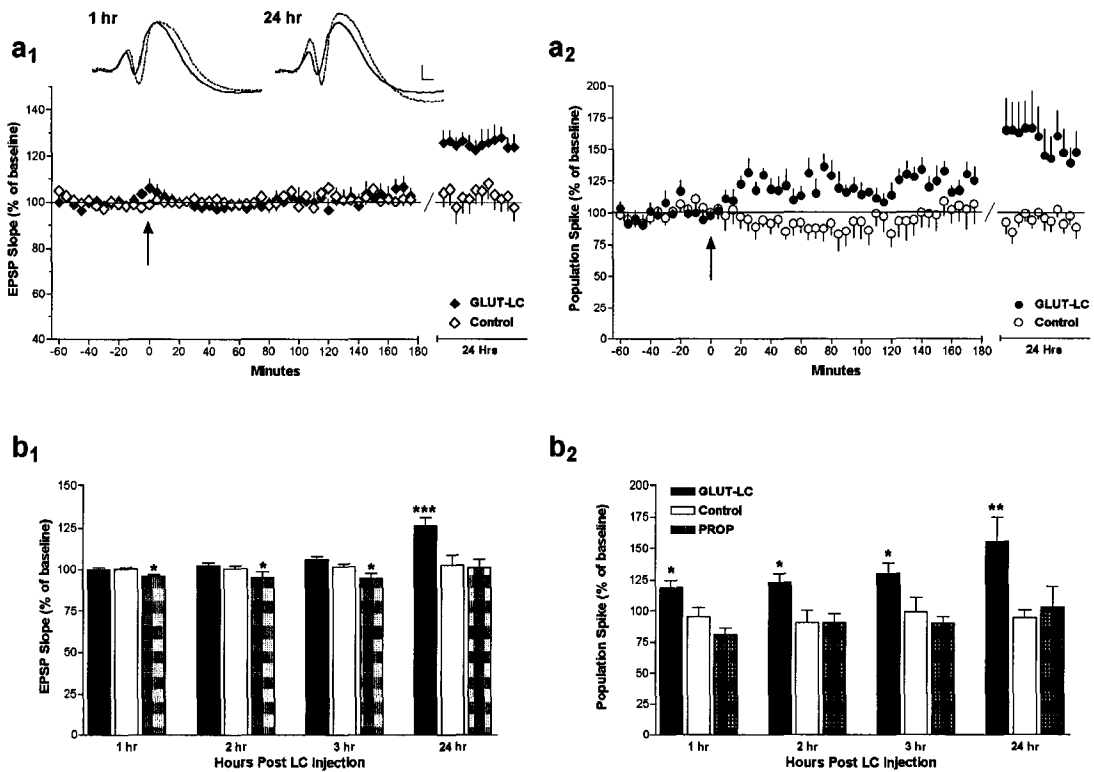 a1
1 hr
24 hr
EPSP Slope (% of baseline)
140
120
100
80
60
40
GLUT-LC
Control
-60 -40 -20 0 20 40 60 80 100 120 140 160 180
24 Hrs
Minutes
a2
Population Spike (% of baseline)
200
175
150
125
100
75
50
25
0
GLUT-LC
Control
-60 -40 -20 0 20 40 60 80 100 120 140 160 180
24 Hrs
Minutes
b1
EPSP Slope (% of baseline)
150
125
100
75
50
25
0
*
*
*
***
1 hr 2 hr 3 hr 24 hr
Hours Post LC Injection
b2
Population Spike (% of baseline)
200
175
150
125
100
75
50
25
0
GLUT-LC
Control
PROP
*
*
*
**
1 hr 2 hr 3 hr 24 hr
Hours Post LC Injection